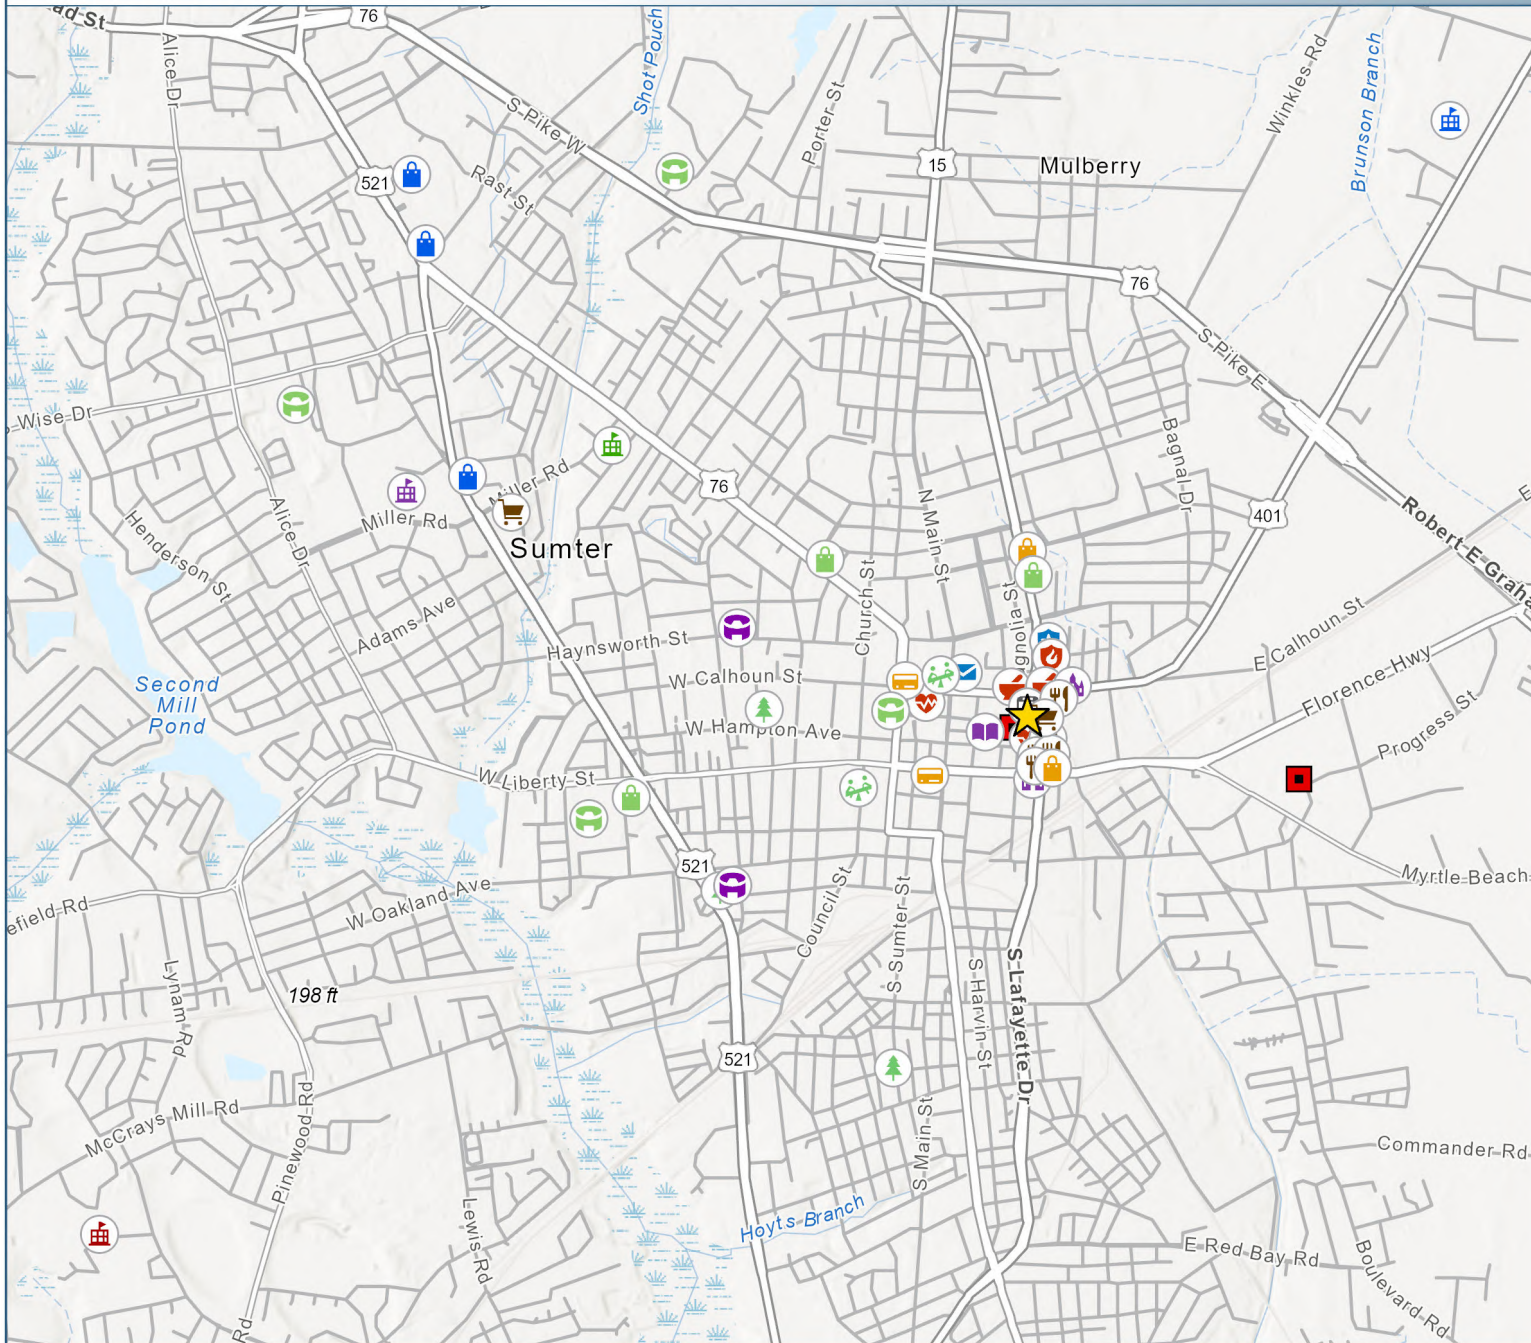 ad St
76
Alice Dr
Shot Pouch
S Pike W
Porter St
Winkles Rd
Brunson Branch
15
Mulberry
521
Rast St
76
S Pike E
Wise Dr
Bagnal Dr
Miller Rd
76
N Main St
401
Robert E Graha
Alice Dr
Henderson St
Miller Rd
Sumter
Church St
gnolia St
Adams Ave
Haynsworth St
E Calhoun St
Florence Hwy
W Calhoun St
Second
Mill
Pond
Progress St
W Hampton Ave
W Liberty St
521
Myrtle Beach
W Oakland Ave
efield Rd
Council St
S Sumter St
198 ft
Lynam Rd
S Harvin St
S Lafayette Dr
521
McCrays Mill Rd
Pinewood Rd
S Main St
Commander Rd
Lewis Rd
Hoyts Branch
E Red Bay Rd
Boulevard Rd
Rd